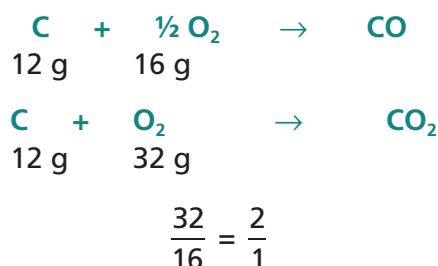 C + ½ O₂ → CO
12 g 16 g
C + O₂ → CO₂
12 g 32 g
32/16 = 2/1